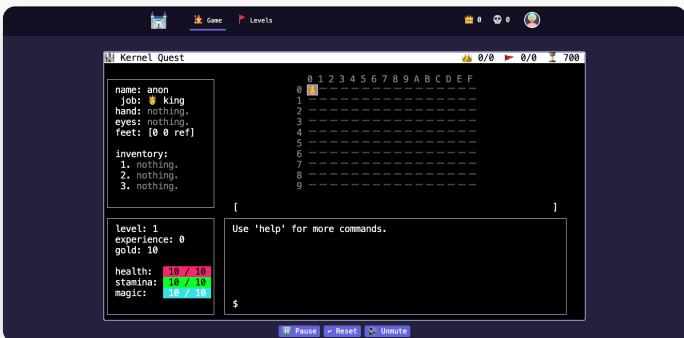 Game Levels 0 0
Kernel Quest 0/0 0/0 700
name: anon
job: king
hand: nothing.
eyes: nothing.
feet: [0 0 ref]
inventory:
1. nothing.
2. nothing.
3. nothing.
0 1 2 3 4 5 6 7 8 9 A B C D E F
0
1
2
3
4
5
6
7
8
9
[ ]
level: 1
experience: 0
gold: 10
health: 10 / 10
stamina: 10 / 10
magic: 10 / 10
Use 'help' for more commands.
$
Pause Reset Unmute